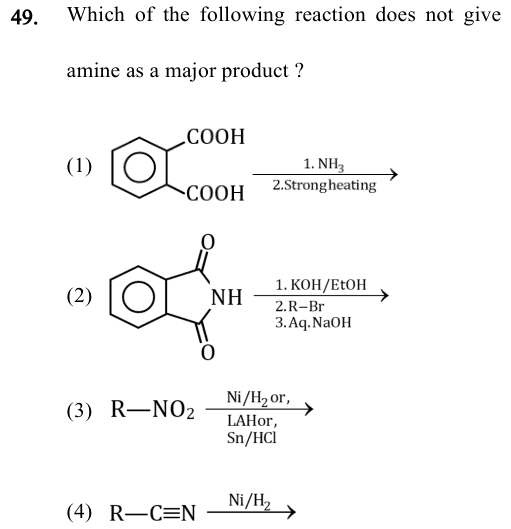 49. Which of the following reaction does not give
amine as a major product ?
(1) COOH COOH 1. NH₃ 2.Strongheating
(2) O NH O 1. KOH/EtOH 2.R–Br 3.Aq.NaOH
(3) R—NO₂ Ni/H₂ or, LAHor, Sn/HCl
(4) R—C≡N Ni/H₂